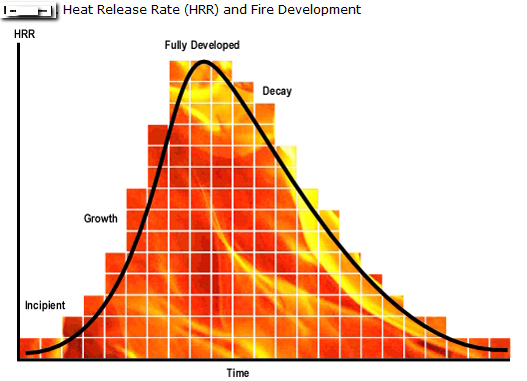 Heat Release Rate (HRR) and Fire Development
HRR
Fully Developed
Decay
Growth
Incipient
Time